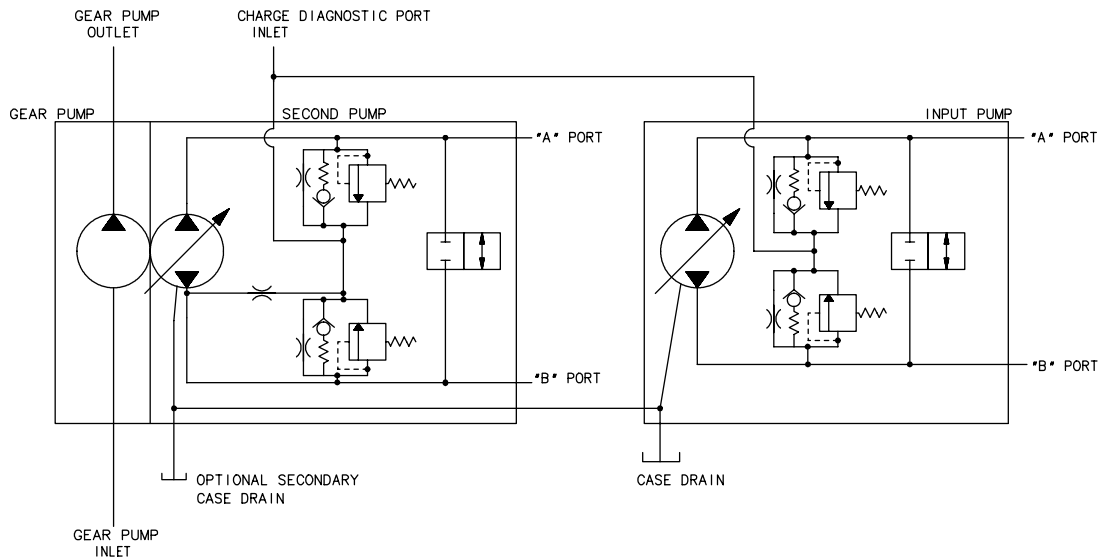 GEAR PUMP
OUTLET
CHARGE DIAGNOSTIC PORT
INLET
GEAR PUMP
SECOND PUMP
INPUT PUMP
"A" PORT
"A" PORT
"B" PORT
"B" PORT
OPTIONAL SECONDARY
CASE DRAIN
CASE DRAIN
GEAR PUMP
INLET